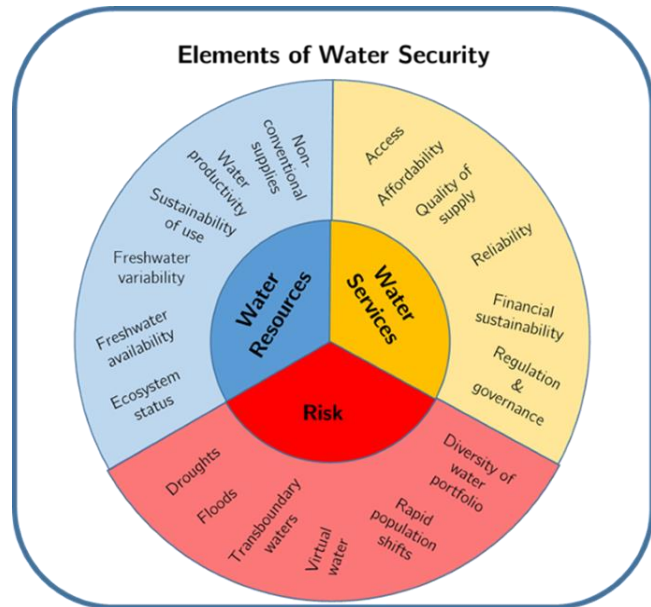 Elements of Water Security
Non-
conventional
supplies
Water
productivity
Sustainability
of use
Freshwater
variability
Freshwater
availability
Ecosystem
status
Water
Resources
Access
Affordability
Quality of
supply
Reliability
Financial
sustainability
Regulation
&
governance
Water
Services
Risk
Droughts
Floods
Transboundary
waters
Virtual
water
Rapid
population
shifts
Diversity of
water
portfolio